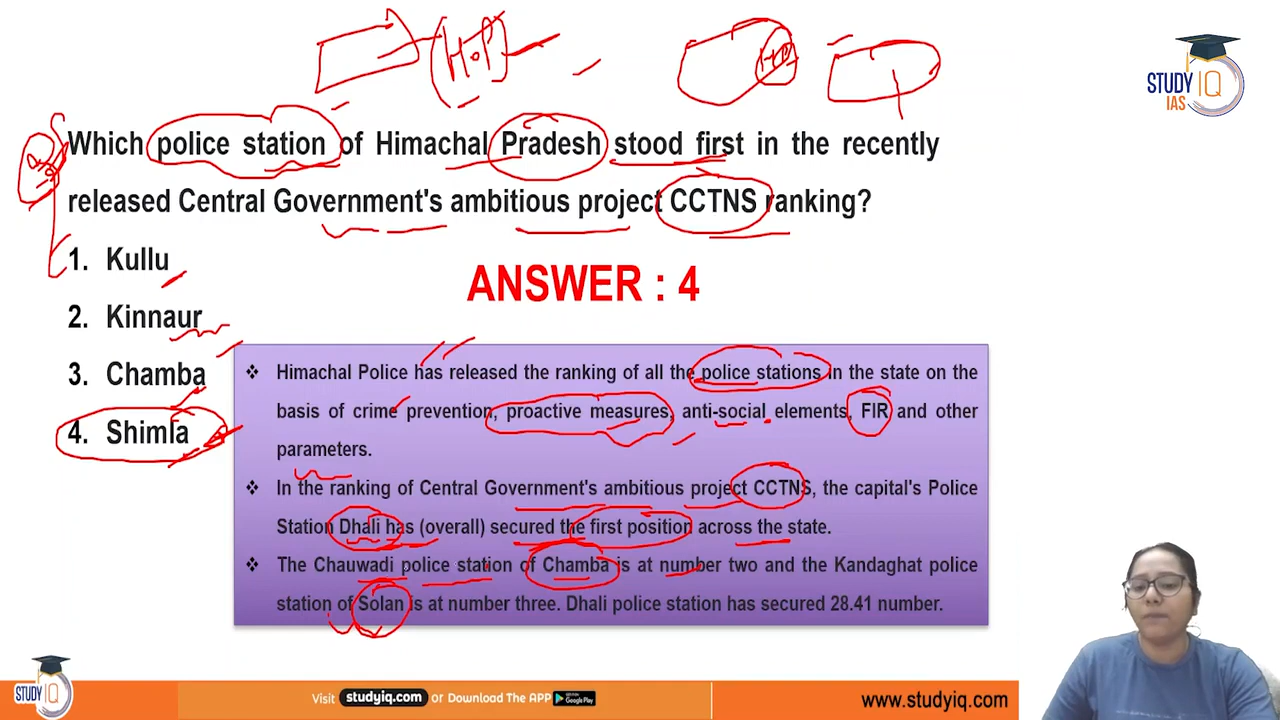 (H.P)
HP
STUDY IQ
IAS
Which police station of Himachal Pradesh stood first in the recently
released Central Government's ambitious project CCTNS ranking?
1. Kullu
ANSWER : 4
2. Kinnaur
3. Chamba
4. Shimla
❖ Himachal Police has released the ranking of all the police stations in the state on the
basis of crime prevention, proactive measures, anti-social elements, FIR and other
parameters.
❖ In the ranking of Central Government's ambitious project CCTNS, the capital's Police
Station Dhali has (overall) secured the first position across the state.
❖ The Chauwadi police station of Chamba is at number two and the Kandaghat police
station of Solan is at number three. Dhali police station has secured 28.41 number.
STUDY IQ
Visit studyiq.com or Download The APP Google Play
www.studyiq.com